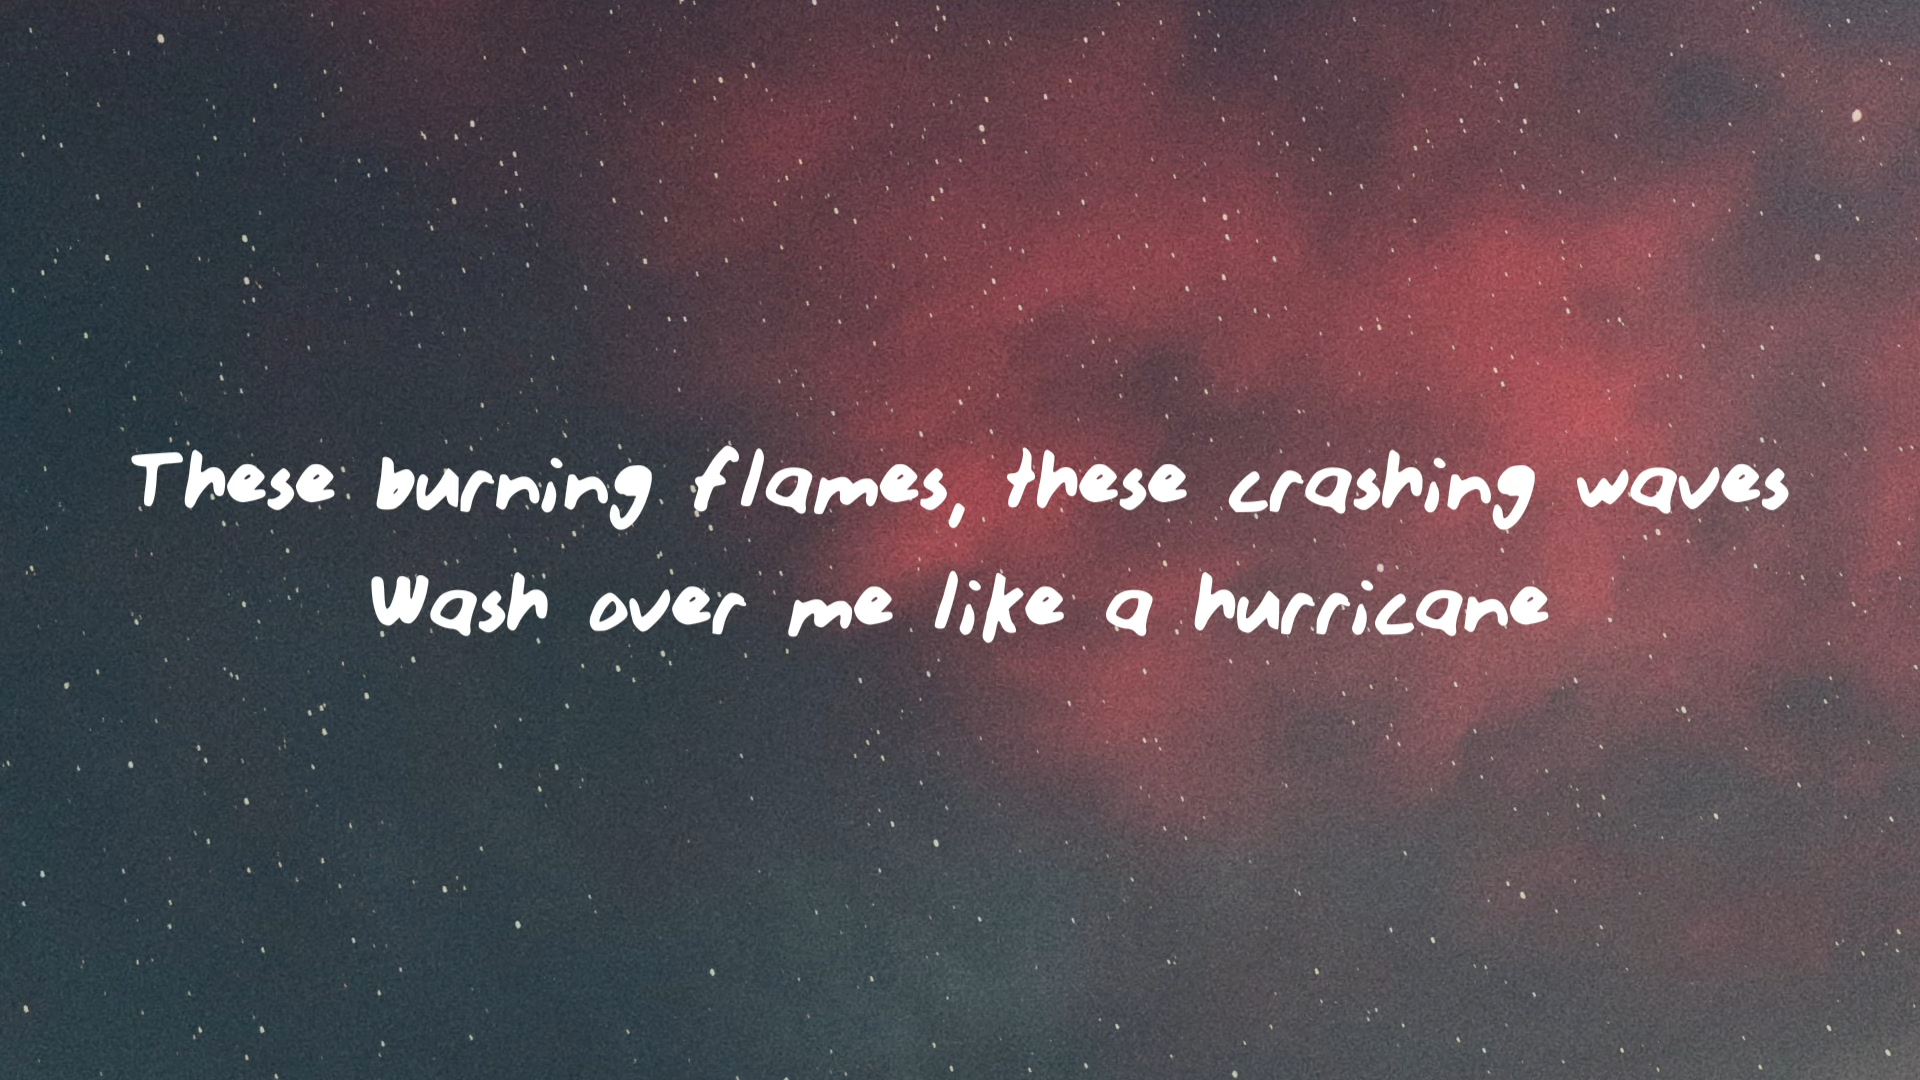 These burning flames, these crashing waves
Wash over me like a hurricane